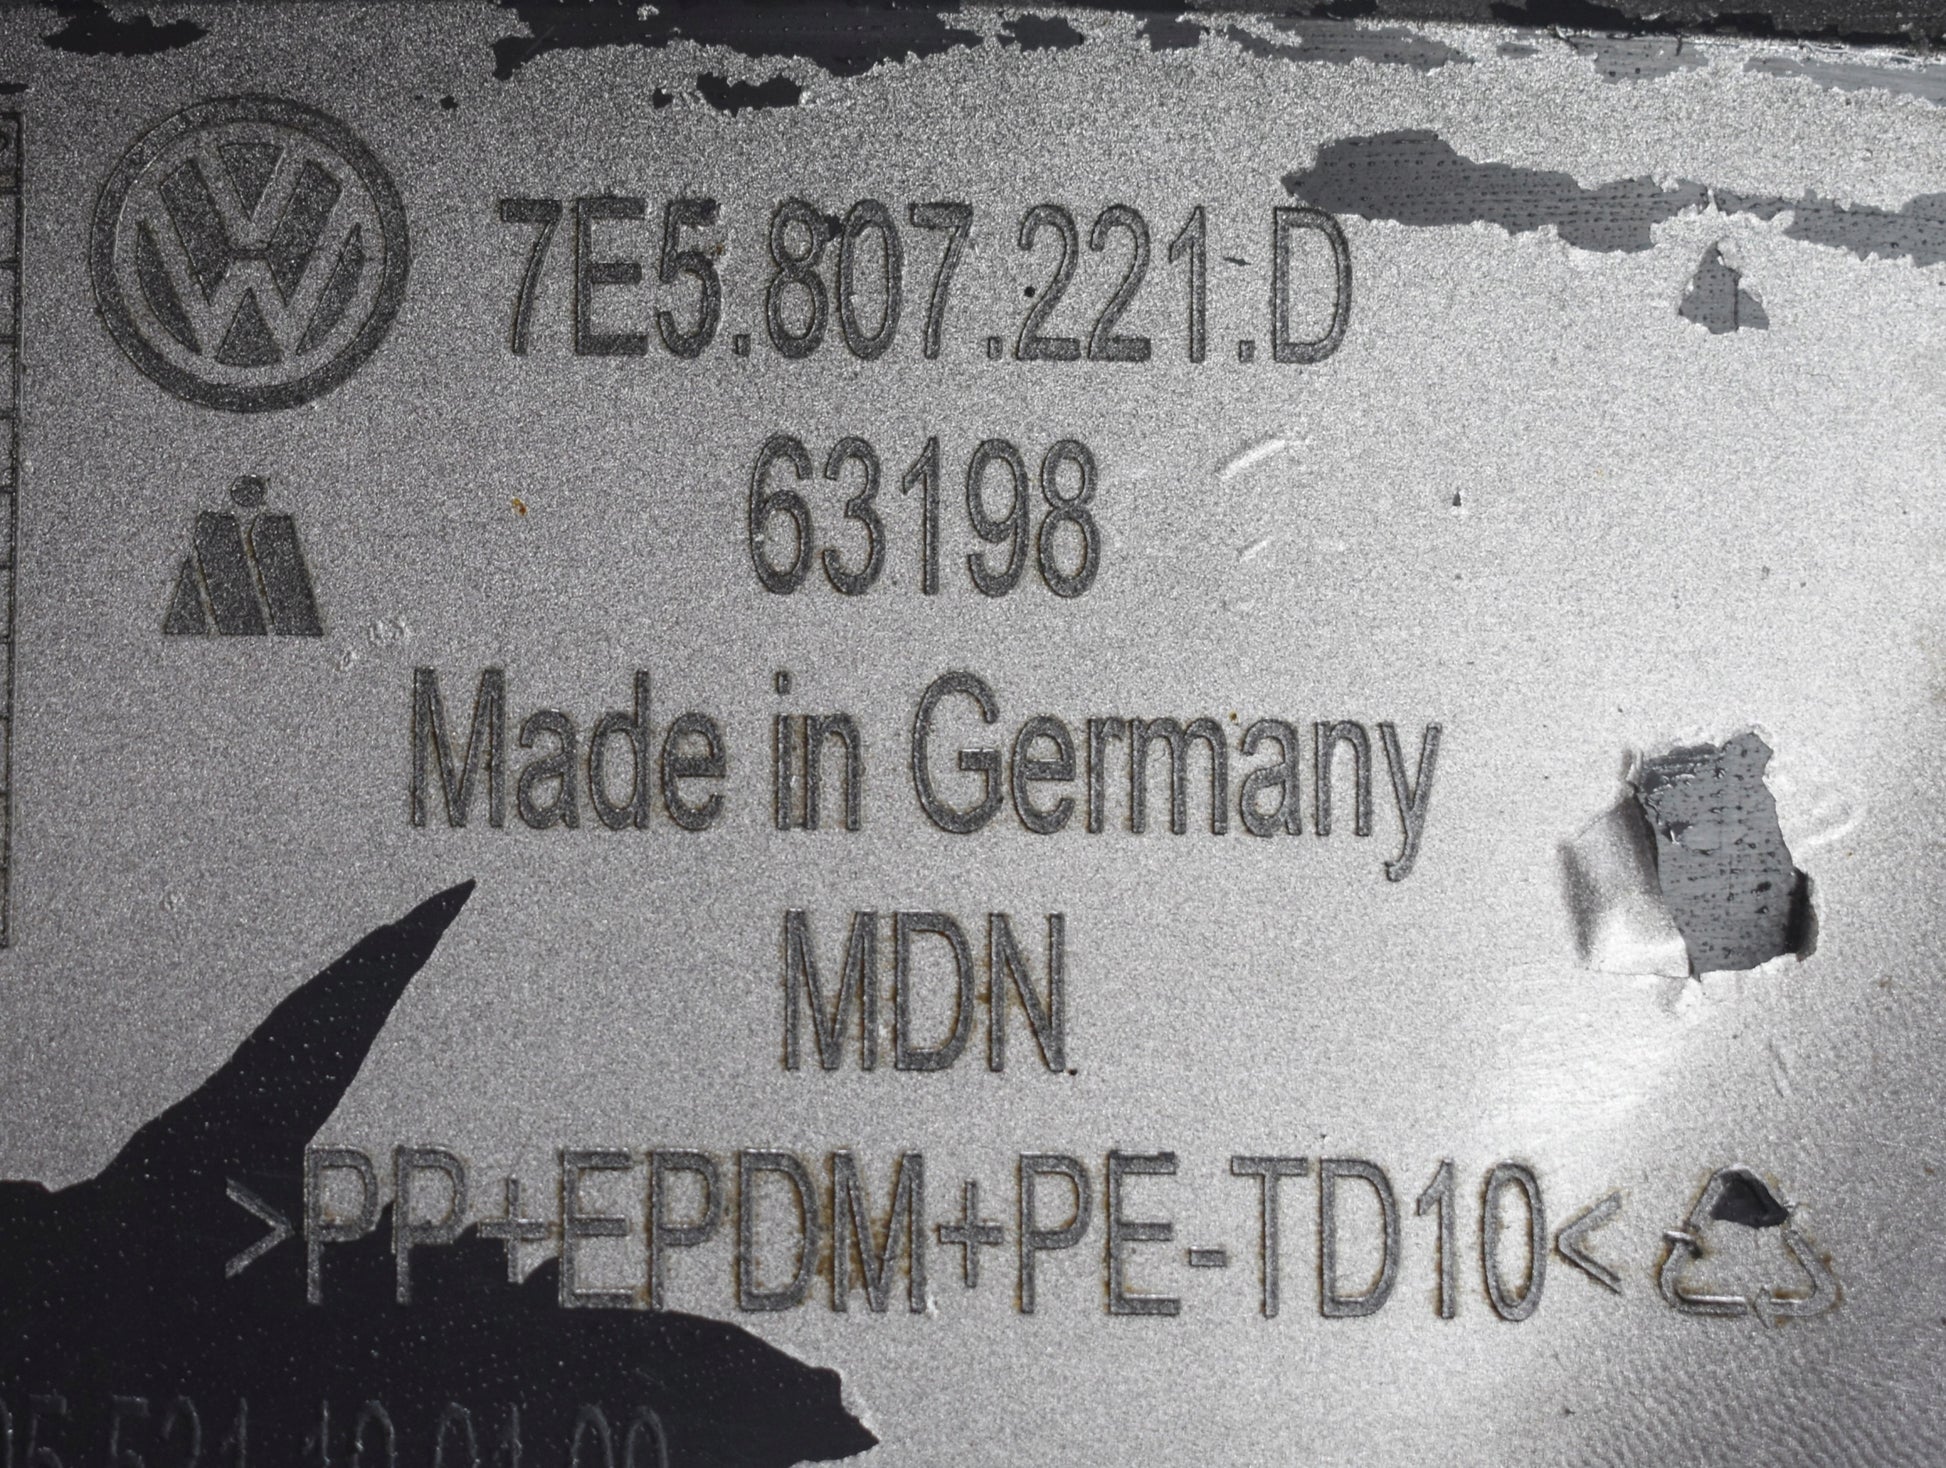 7E5.807.221.D
63198
Made in Germany
MDN
>PP+EPDM+PE-TD10<